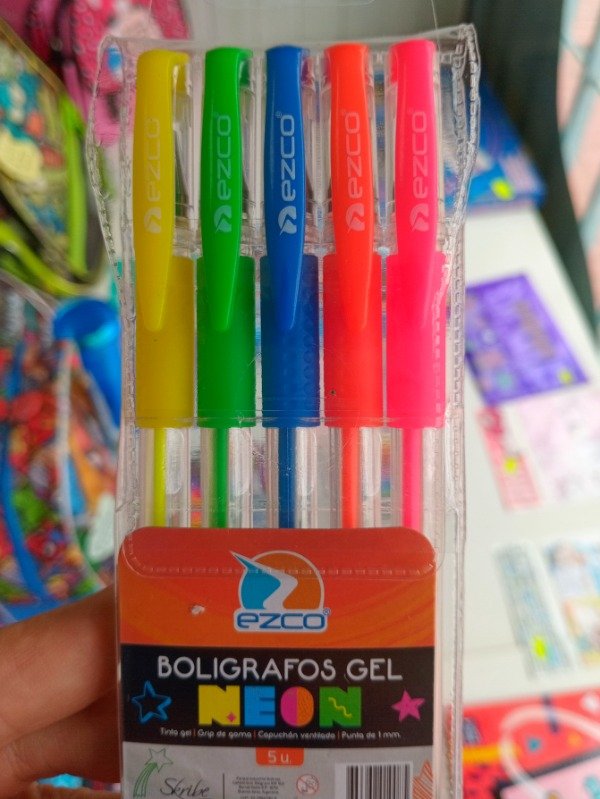 ezco
ezco
ezco
ezco
ezco
ezco
BOLIGRAFOS GEL
NEON
Tinta gel | Grip de goma | Capuchón ventilado | Punta de 1 mm.
5 u.
Skribe